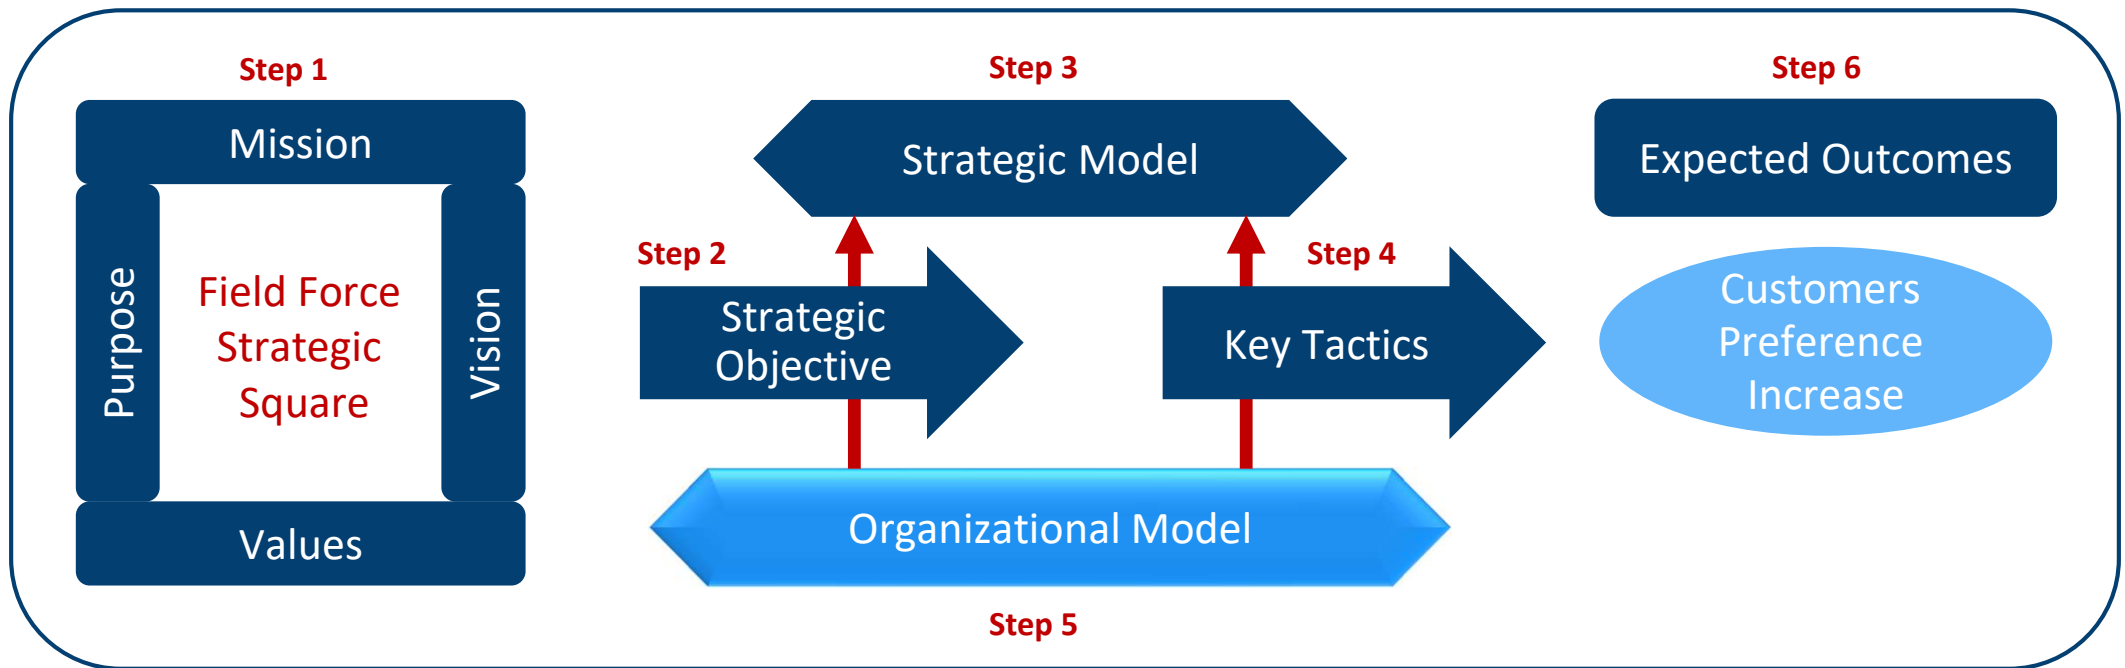 Step 1
Mission
Purpose
Field Force
Strategic
Square
Vision
Values
Step 2
Strategic
Objective
Step 3
Strategic Model
Step 4
Key Tactics
Organizational Model
Step 5
Step 6
Expected Outcomes
Customers
Preference
Increase